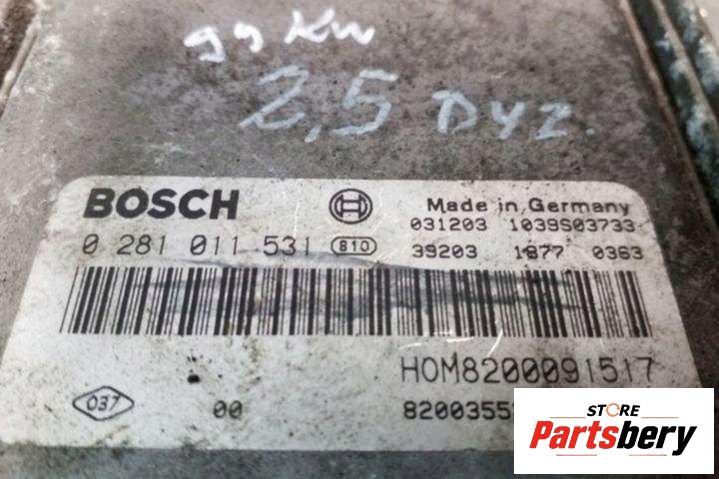 99 Kw
2,5 DYZ.
BOSCH
Made in Germany
031203 1039S03733
0 281 011 531 810
39203 1877 0363
HOM8200091517
037 00
STORE
Partsbery